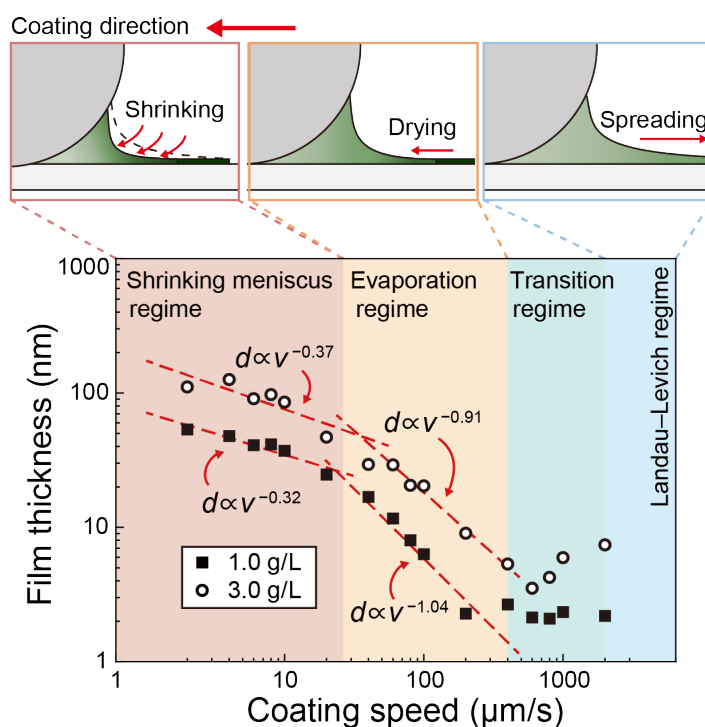 Coating direction
Shrinking
Drying
Spreading
Shrinking meniscus
regime
Evaporation
regime
Transition
regime
Landau–Levich regime
d∝v^−0.37
d∝v^−0.91
d∝v^−0.32
d∝v^−1.04
1.0 g/L
3.0 g/L
Film thickness (nm)
1000
100
10
1
1
10
100
1000
Coating speed (μm/s)